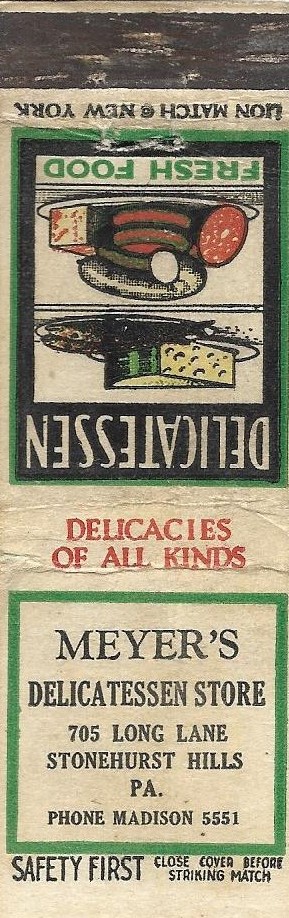 LION MATCH © NEW YORK
DELICATESSEN
FRESH FOOD
DELICACIES
OF ALL KINDS
MEYER'S
DELICATESSEN STORE
705 LONG LANE
STONEHURST HILLS
PA.
PHONE MADISON 5551
SAFETY FIRST CLOSE COVER BEFORE
STRIKING MATCH